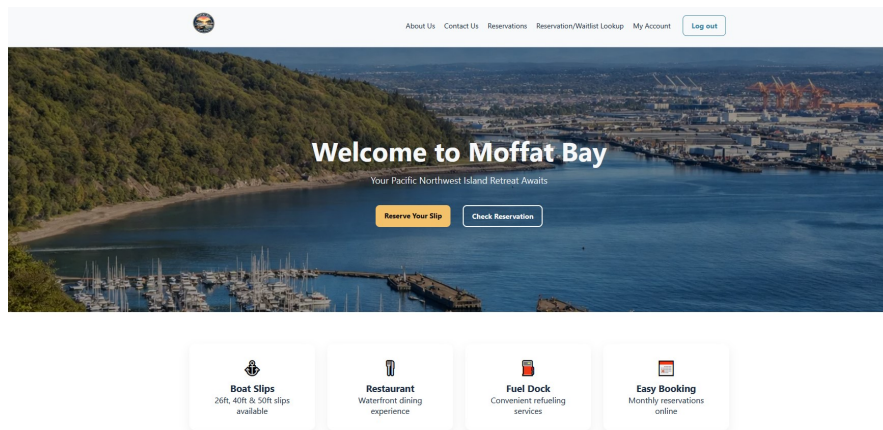 About Us Contact Us Reservations Reservation/Waitlist Lookup My Account Log out
Welcome to Moffat Bay
Your Pacific Northwest Island Retreat Awaits
Reserve Your Slip Check Reservation
Boat Slips
26ft, 40ft & 50ft slips
available
Restaurant
Waterfront dining
experience
Fuel Dock
Convenient refueling
services
Easy Booking
Monthly reservations
online